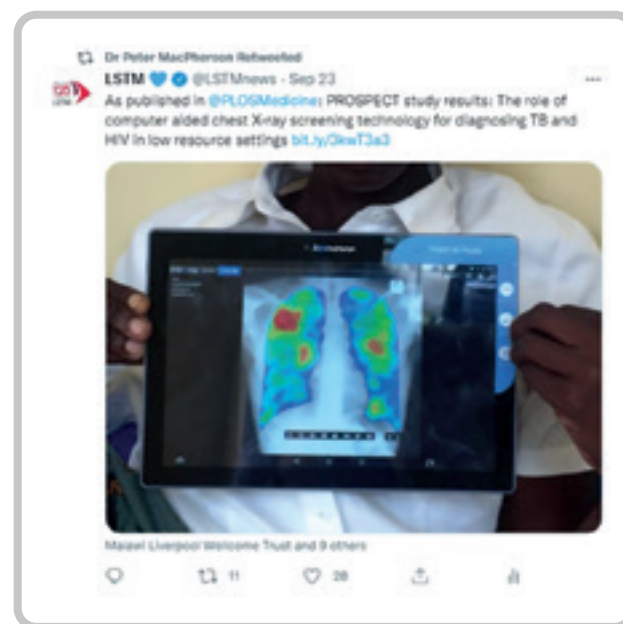 Dr Peter MacPherson Retweeted
LSTM @LSTMnews · Sep 23
As published in @PLOSMedicine: PROSPECT study results: The role of
computer aided chest X-ray screening technology for diagnosing TB and
HIV in low resource settings bit.ly/3kwT3a3
Malawi Liverpool Wellcome Trust and 9 others
11 28